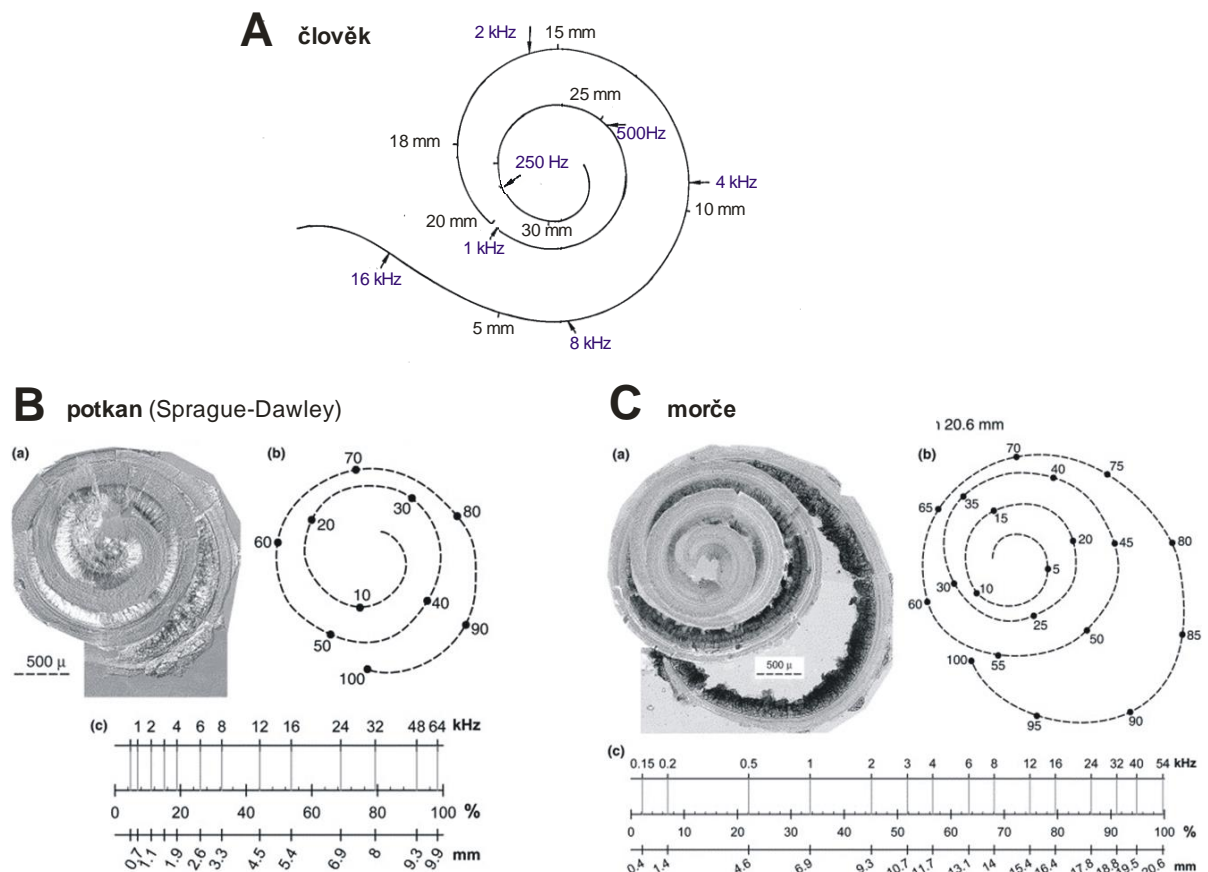 A člověk
2 kHz
15 mm
25 mm
500Hz
18 mm
250 Hz
4 kHz
10 mm
20 mm
30 mm
1 kHz
16 kHz
5 mm
8 kHz
B potkan (Sprague-Dawley)
(a)
500 µ
(b)
70
30
80
20
60
10
40
90
50
100
(c)
1 2 4 6 8 12 16 24 32 48 64 kHz
0 20 40 60 80 100 %
0.7 1.1 1.9 2.6 3.3 4.5 5.4 6.9 8 9.3 9.9 mm
C morče
20.6 mm
(a)
500 µ
(b)
70
75
40
35
15
65
20
45
80
5
30
10
60
25
50
85
100
55
95
90
(c)
0.15 0.2 0.5 1 2 3 4 6 8 12 16 24 32 40 54 kHz
0 10 20 30 40 50 60 70 80 90 100 %
0.4 1.4 4.6 6.9 9.3 10.7 11.7 13.1 14 15.4 16.4 17.8 18.8 19.5 20.6 mm